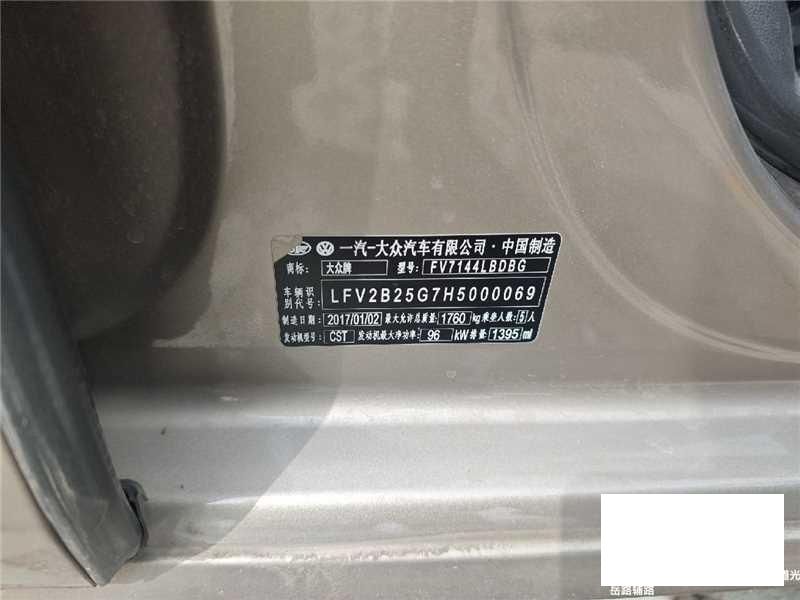 一汽-大众汽车有限公司·中国制造
商标: 大众牌 型号: FV7144LBDBG
车辆识别代号: LFV2B25G7H5000069
制造日期: 2017/01/02 最大允许总质量: 1760 kg 乘坐人数: 5 人
发动机型号: CST 发动机最大净功率: 96 kW 排量: 1395 ml
岳路辅路